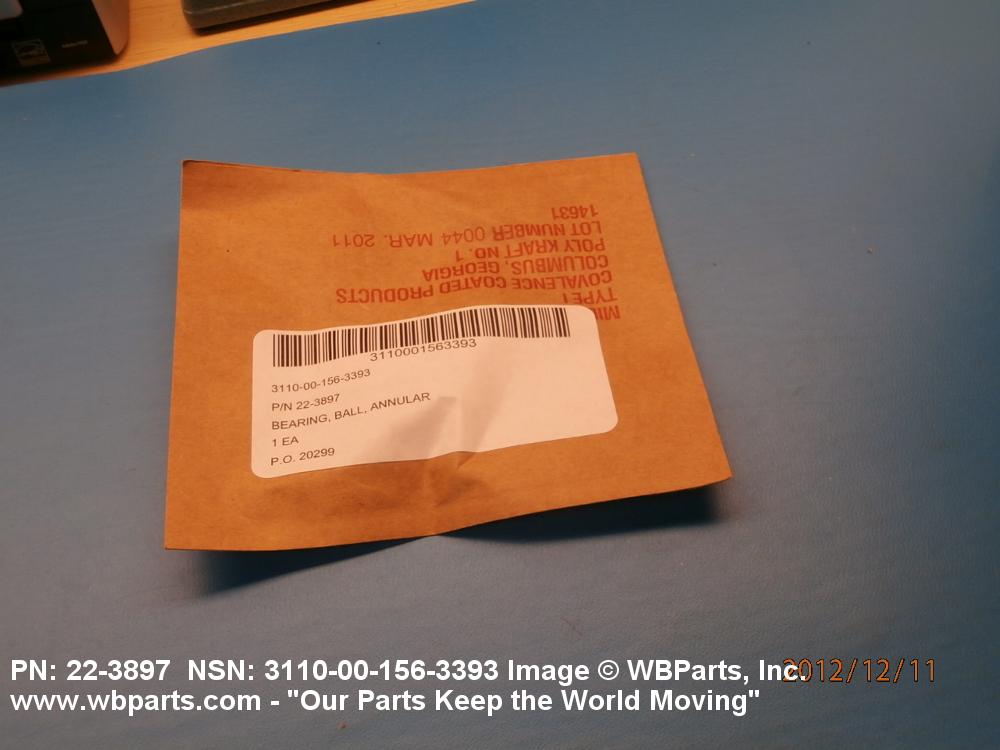 MIL
TYPE I
COVALENCE COATED PRODUCTS
COLUMBUS, GEORGIA
POLY KRAFT NO. 1
LOT NUMBER 0044 MAR. 2011
14631
3110001563393
3110-00-156-3393
P/N 22-3897
BEARING, BALL, ANNULAR
1 EA
P.O. 20299
PN: 22-3897 NSN: 3110-00-156-3393 Image © WBParts, Inc.
2012/12/11
www.wbparts.com - "Our Parts Keep the World Moving"